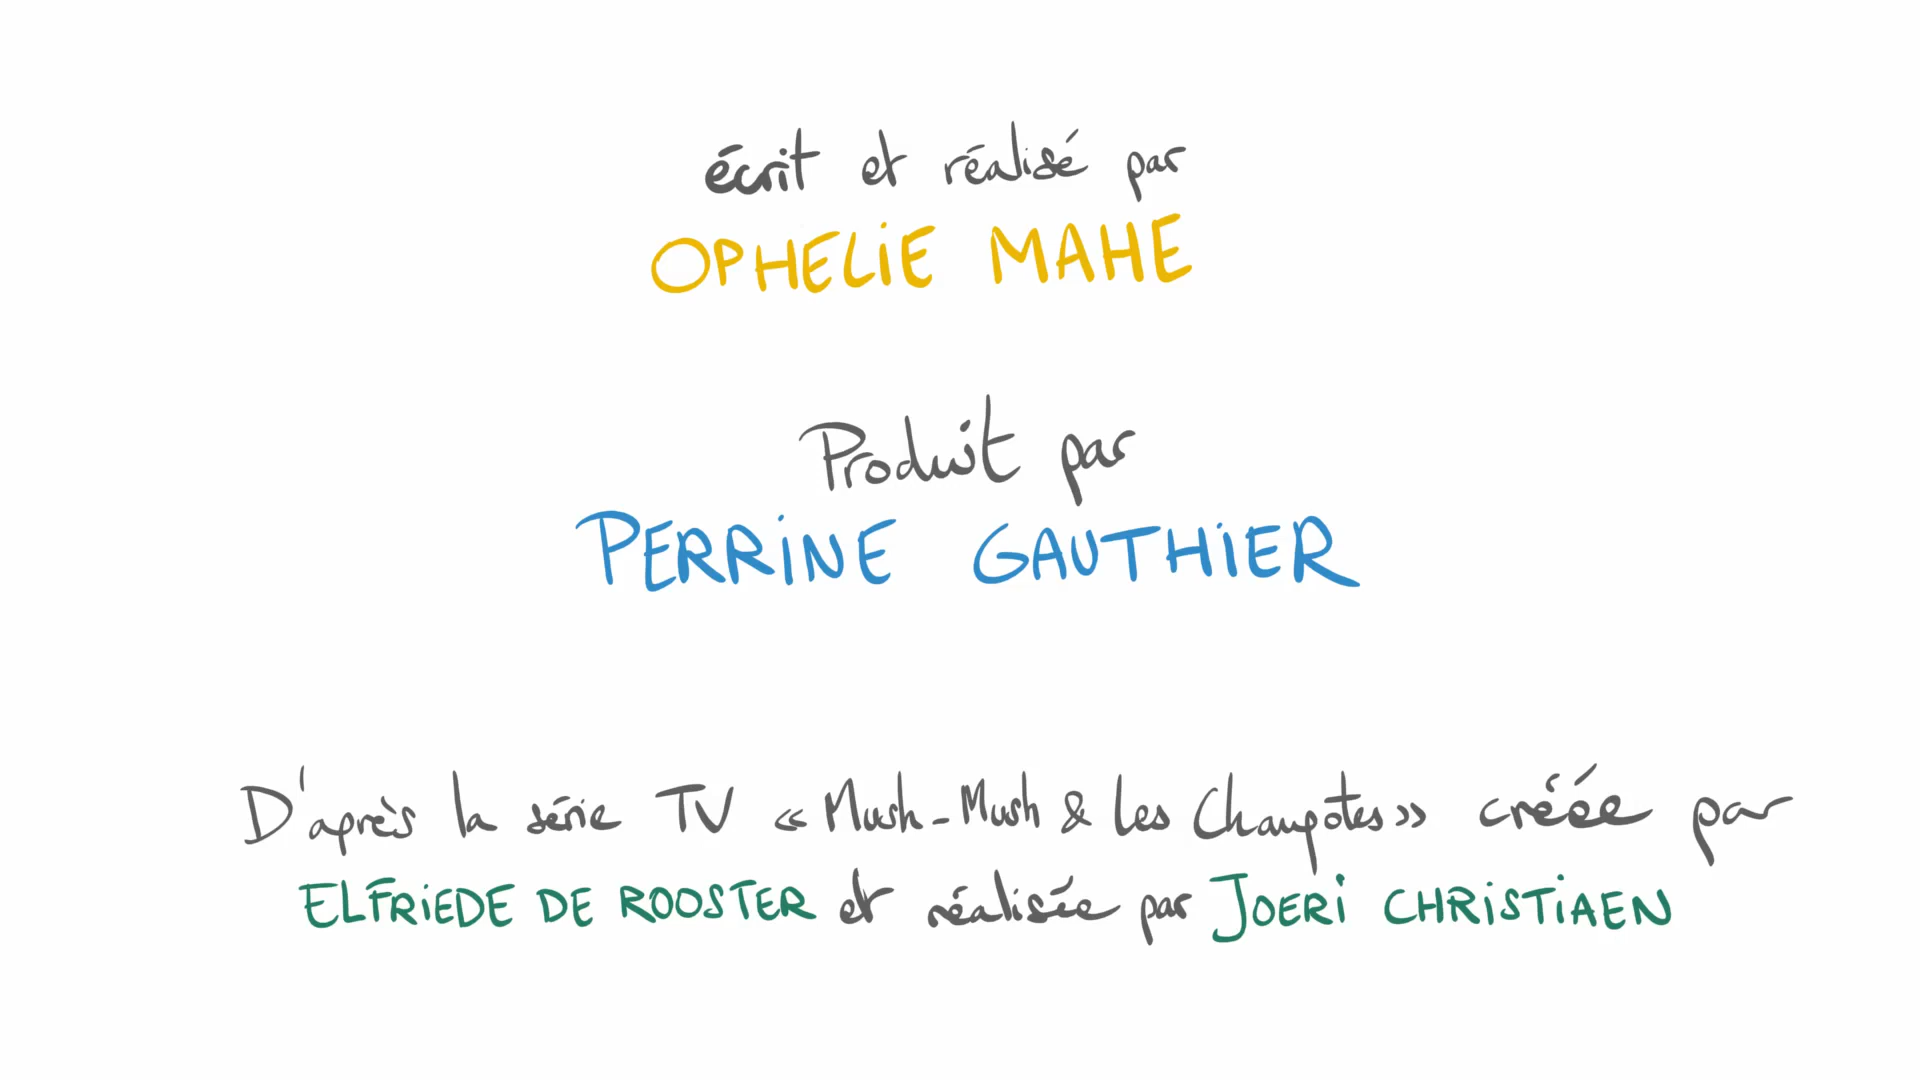 écrit et réalisé par
OPHELIE MAHE
Produit par
PERRINE GAUTHIER
D'après la série TV « Mush-Mush & Les Champotes » créée par
ELFRIEDE DE ROOSTER et réalisée par JOERI CHRISTIAEN